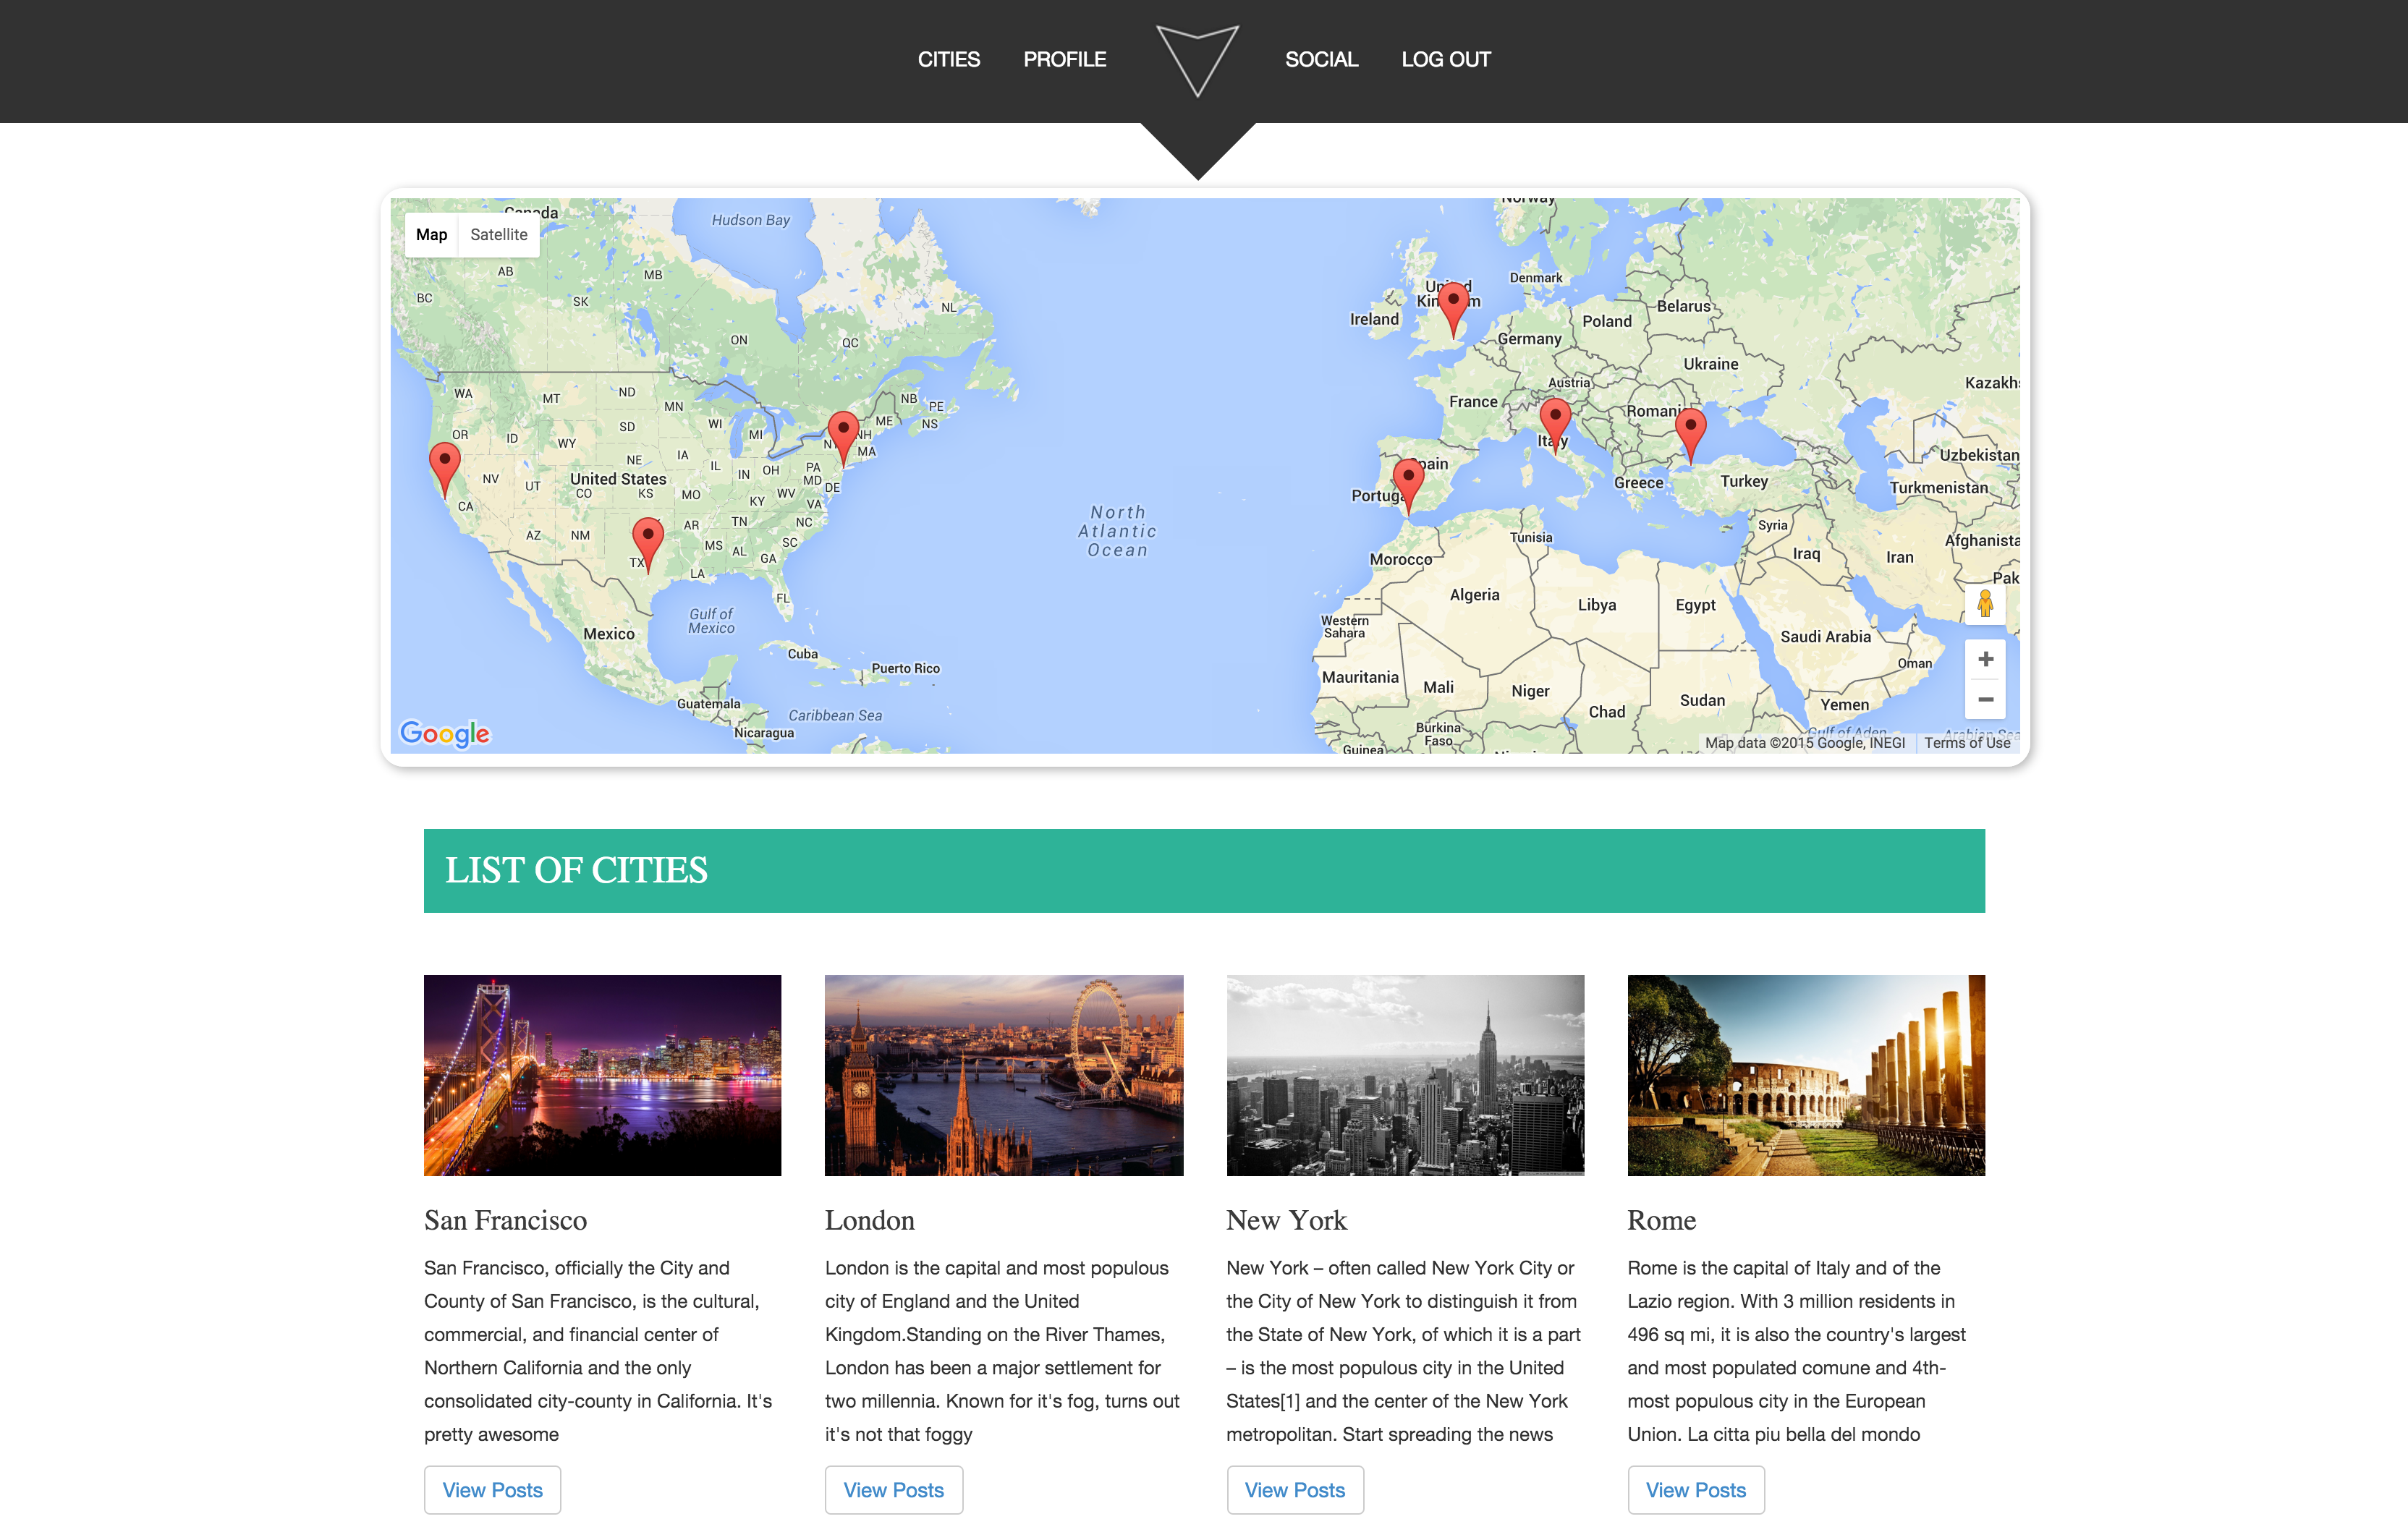 CITIES PROFILE SOCIAL LOG OUT
Map Satellite
Canada
Hudson Bay
Norway
AB
MB
BC
SK
NL
ON
QC
United
Kingdom
Ireland
Denmark
Belarus
Poland
Germany
Ukraine
Austria
France
Romania
Italy
Spain
Portugal
Greece
Turkey
Kazakhs
Uzbekistan
Turkmenistan
WA
MT
ND
MN
OR
ID
WY
SD
WI
MI
NB
PE
ME
NS
NH
NY
MA
NV
UT
NE
IA
United States
CO
KS
IL
IN
OH
PA
MD
DE
MO
KY
WV
VA
CA
AZ
NM
AR
TN
NC
MS
AL
GA
SC
TX
LA
FL
North
Atlantic
Ocean
Gulf of
Mexico
Mexico
Cuba
Puerto Rico
Guatemala
Caribbean Sea
Nicaragua
Morocco
Tunisia
Algeria
Libya
Egypt
Syria
Iraq
Iran
Afghanista
Pak
Western
Sahara
Saudi Arabia
Oman
Mauritania
Mali
Niger
Chad
Sudan
Yemen
Burkina
Faso
Guinea
Gulf of Aden
Arabian Sea
Google
Map data ©2015 Google, INEGI Terms of Use
LIST OF CITIES
San Francisco
San Francisco, officially the City and
County of San Francisco, is the cultural,
commercial, and financial center of
Northern California and the only
consolidated city-county in California. It's
pretty awesome
View Posts
London
London is the capital and most populous
city of England and the United
Kingdom.Standing on the River Thames,
London has been a major settlement for
two millennia. Known for it's fog, turns out
it's not that foggy
View Posts
New York
New York – often called New York City or
the City of New York to distinguish it from
the State of New York, of which it is a part
– is the most populous city in the United
States[1] and the center of the New York
metropolitan. Start spreading the news
View Posts
Rome
Rome is the capital of Italy and of the
Lazio region. With 3 million residents in
496 sq mi, it is also the country's largest
and most populated comune and 4th-
most populous city in the European
Union. La citta piu bella del mondo
View Posts